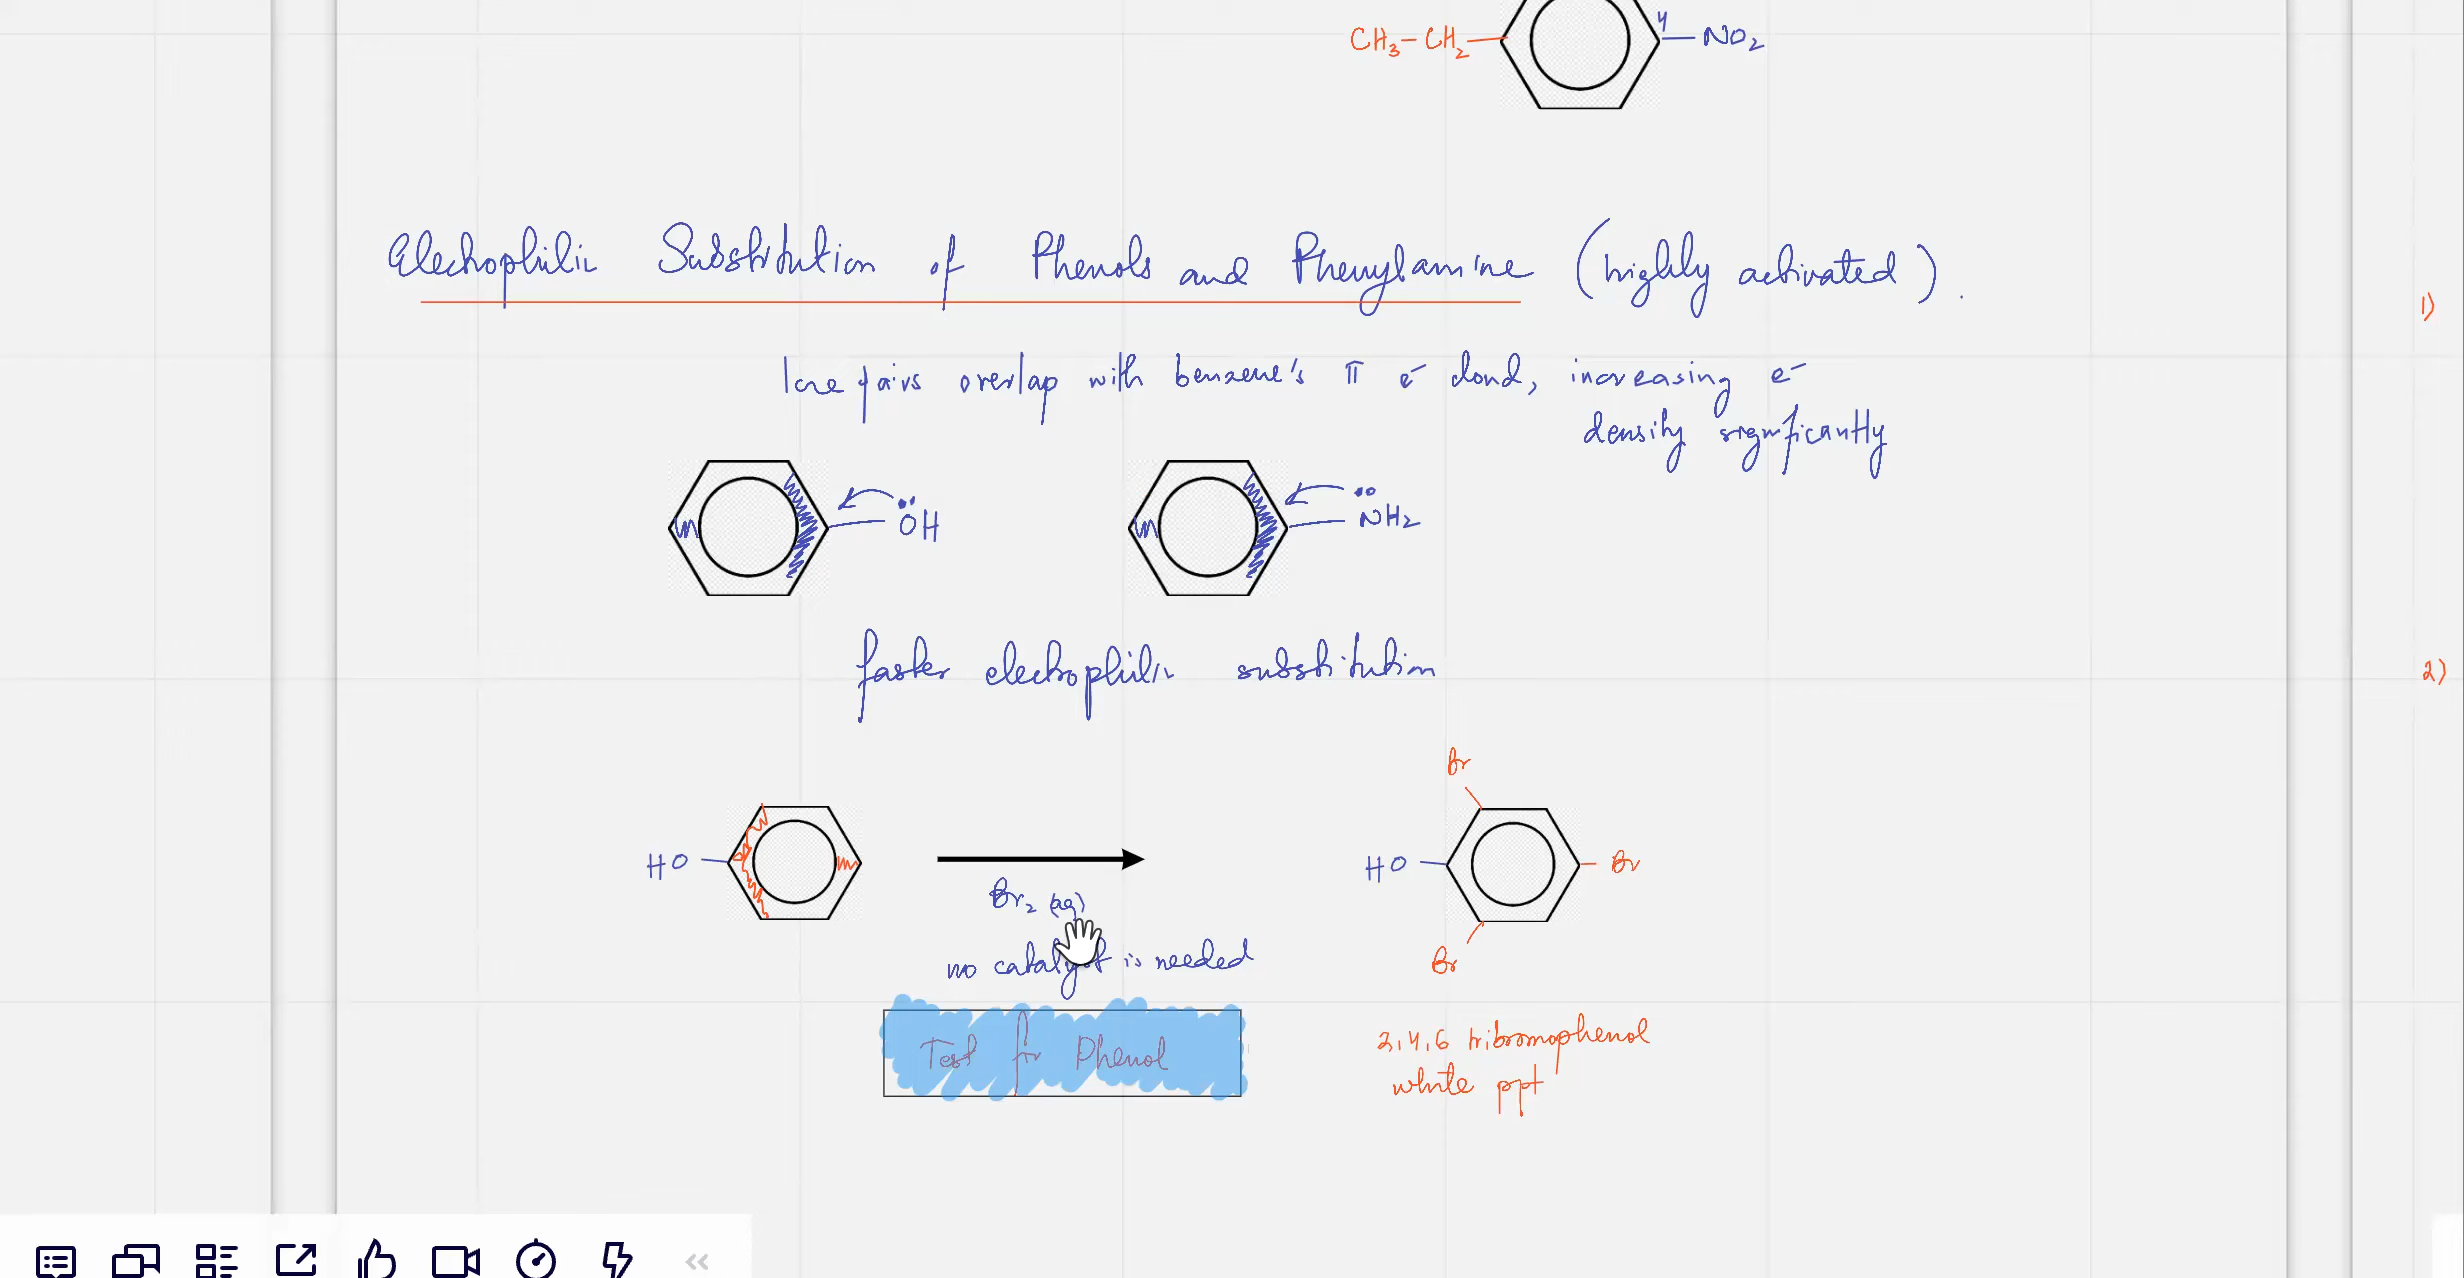 CH3-CH2
4
NO2
Electrophilic Substitution of Phenols and Phenylamine (highly activated).
1)
lone pairs overlap with benzene's π e- cloud, increasing e-
density significantly
OH
NH2
faster electrophilic substitution
2)
Br
HO
HO
Br
Br2 (aq)
no catalyst is needed
Br
Test for Phenol
2,4,6 tribromophenol
white ppt